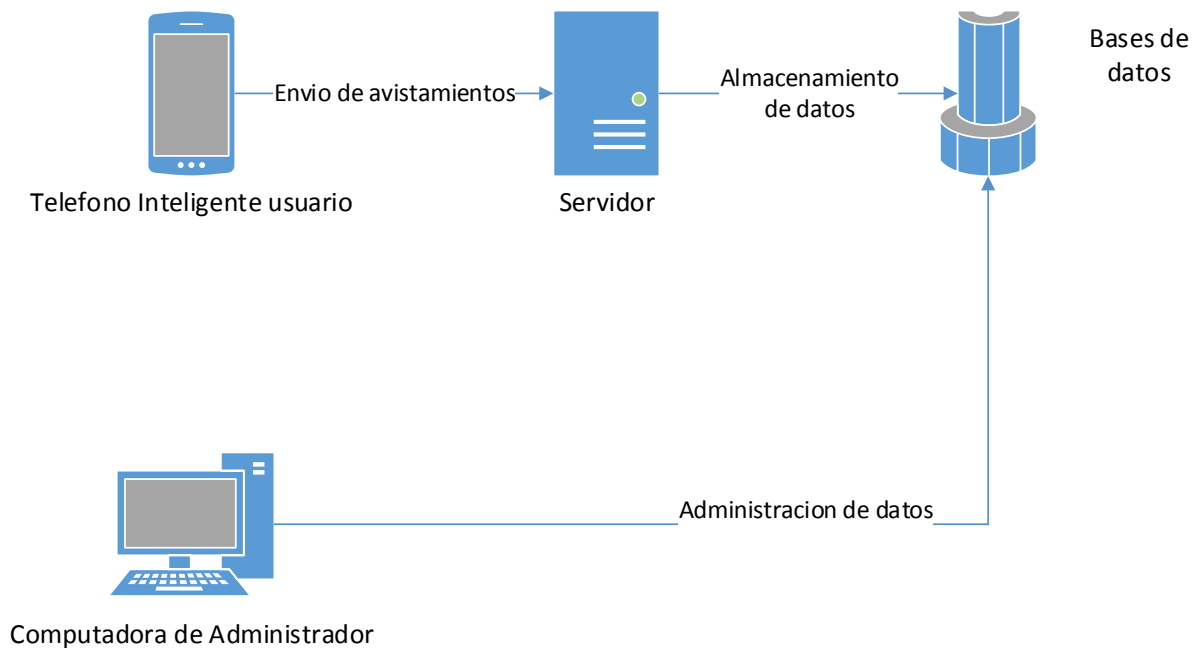 Bases de
datos
Envio de avistamientos
Almacenamiento
de datos
Telefono Inteligente usuario
Servidor
Administracion de datos
Computadora de Administrador